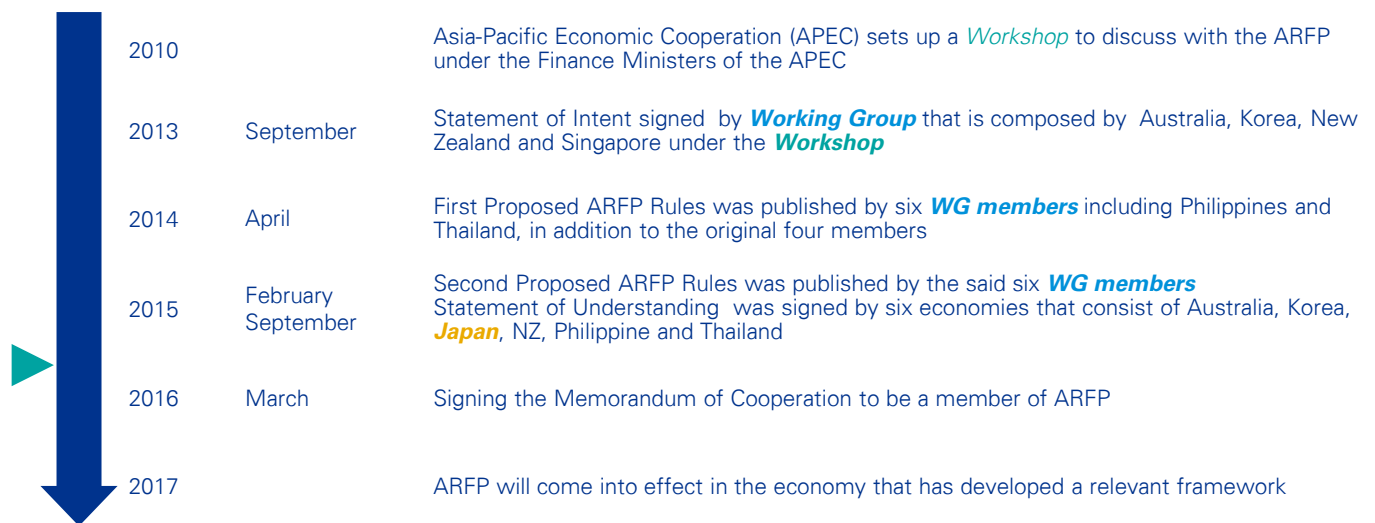 2010
Asia-Pacific Economic Cooperation (APEC) sets up a Workshop to discuss with the ARFP
under the Finance Ministers of the APEC
2013 September
Statement of Intent signed by Working Group that is composed by Australia, Korea, New
Zealand and Singapore under the Workshop
2014 April
First Proposed ARFP Rules was published by six WG members including Philippines and
Thailand, in addition to the original four members
2015
February
September
Second Proposed ARFP Rules was published by the said six WG members
Statement of Understanding was signed by six economies that consist of Australia, Korea,
Japan, NZ, Philippine and Thailand
2016 March Signing the Memorandum of Cooperation to be a member of ARFP
2017 ARFP will come into effect in the economy that has developed a relevant framework